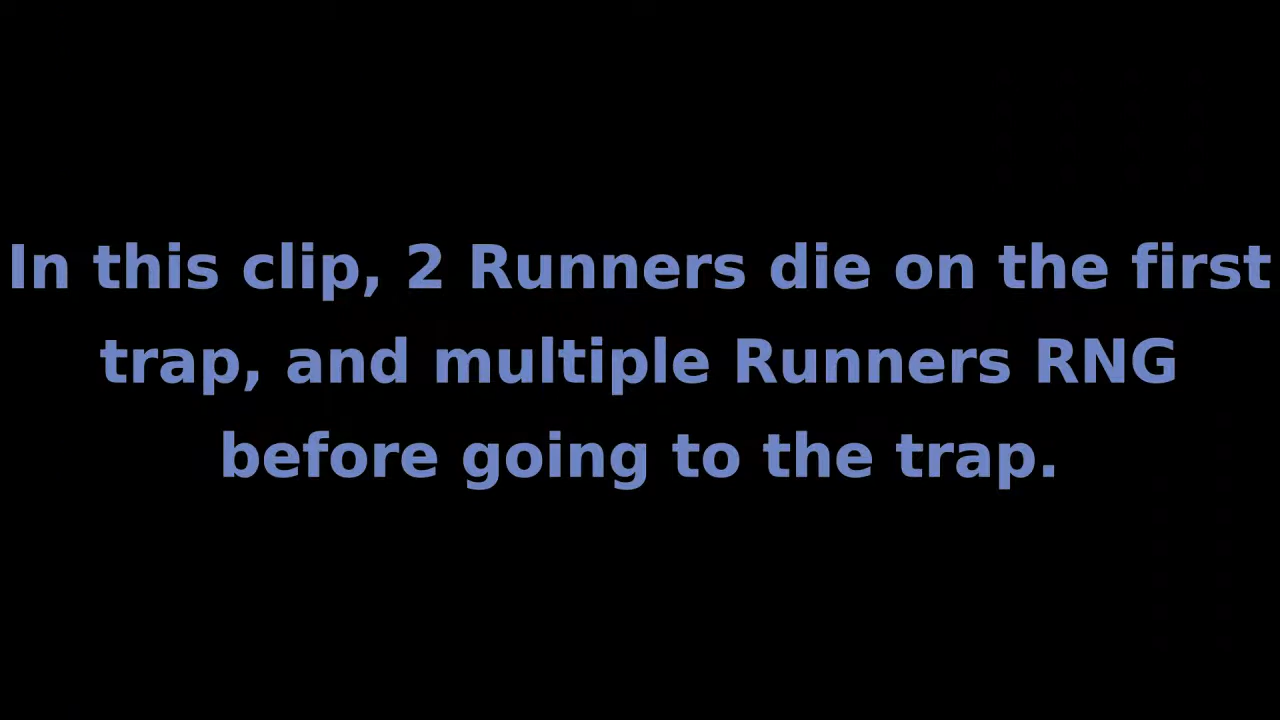 In this clip, 2 Runners die on the first
trap, and multiple Runners RNG
before going to the trap.